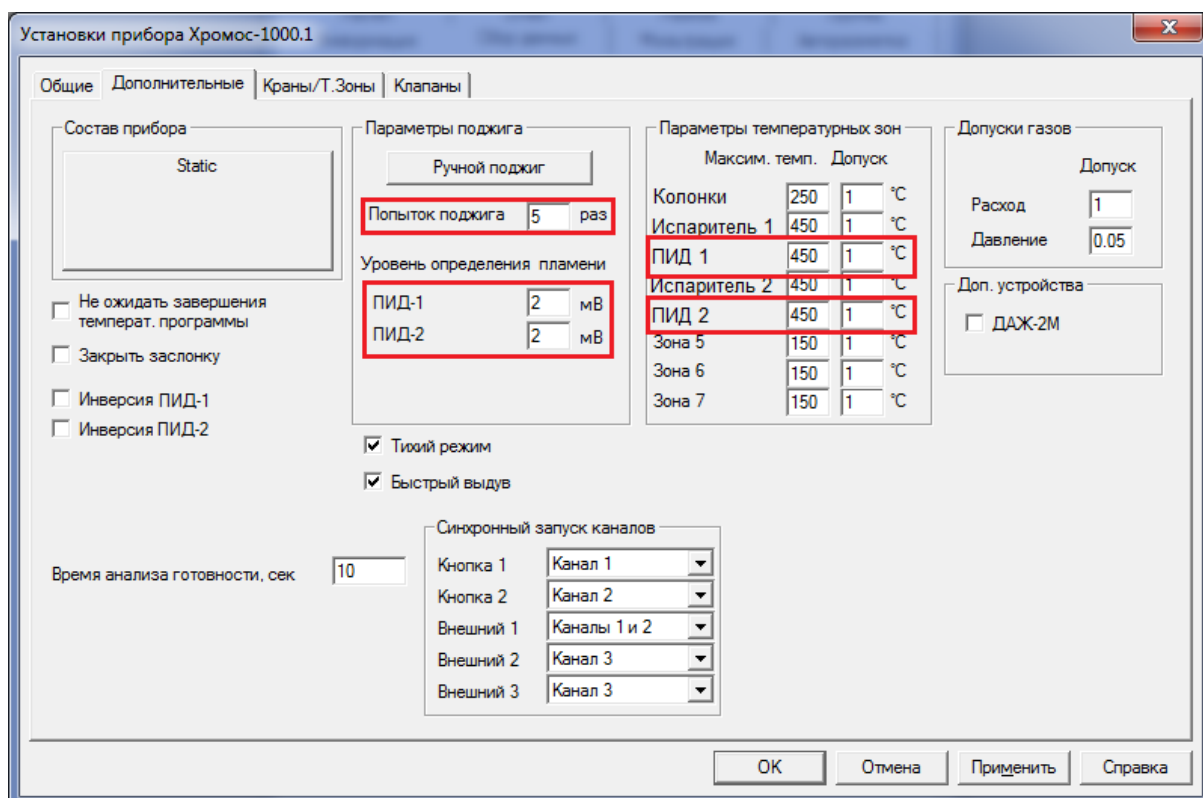 Установки прибора Хромос-1000.1
Общие
Дополнительные
Краны/Т.Зоны
Клапаны
Состав прибора
Static
Не ожидать завершения
температ. программы
Закрыть заслонку
Инверсия ПИД-1
Инверсия ПИД-2
Параметры поджига
Ручной поджиг
Попыток поджига 5 раз
Уровень определения пламени
ПИД-1 2 мВ
ПИД-2 2 мВ
Тихий режим
Быстрый выдув
Параметры температурных зон
Максим. темп. Допуск
Колонки 250 1 °C
Испаритель 1 450 1 °C
ПИД 1 450 1 °C
Испаритель 2 450 1 °C
ПИД 2 450 1 °C
Зона 5 150 1 °C
Зона 6 150 1 °C
Зона 7 150 1 °C
Допуски газов
Допуск
Расход 1
Давление 0.05
Доп. устройства
ДАЖ-2М
Время анализа готовности, сек 10
Синхронный запуск каналов
Кнопка 1 Канал 1
Кнопка 2 Канал 2
Внешний 1 Каналы 1 и 2
Внешний 2 Канал 3
Внешний 3 Канал 3
OK
Отмена
Применить
Справка